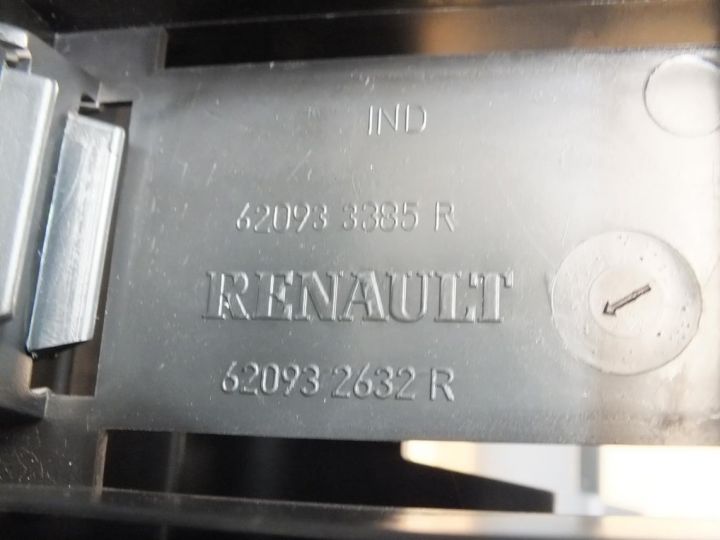 IND
62093 3385 R
RENAULT
62093 2632 R